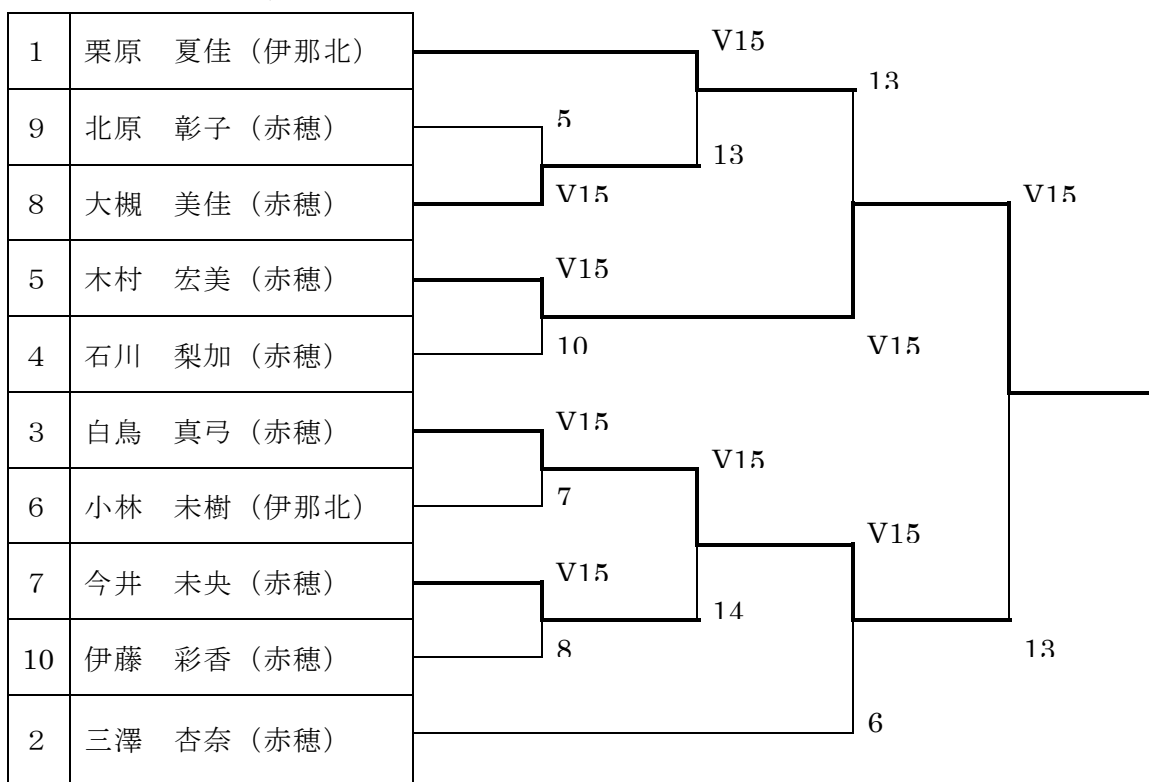 1 栗原 夏佳（伊那北）
9 北原 彰子（赤穂）
8 大槻 美佳（赤穂）
5 木村 宏美（赤穂）
4 石川 梨加（赤穂）
3 白鳥 真弓（赤穂）
6 小林 未樹（伊那北）
7 今井 未央（赤穂）
10 伊藤 彩香（赤穂）
2 三澤 杏奈（赤穂）
5
V15
V15
10
V15
7
V15
8
V15
13
V15
14
13
V15
V15
6
V15
13